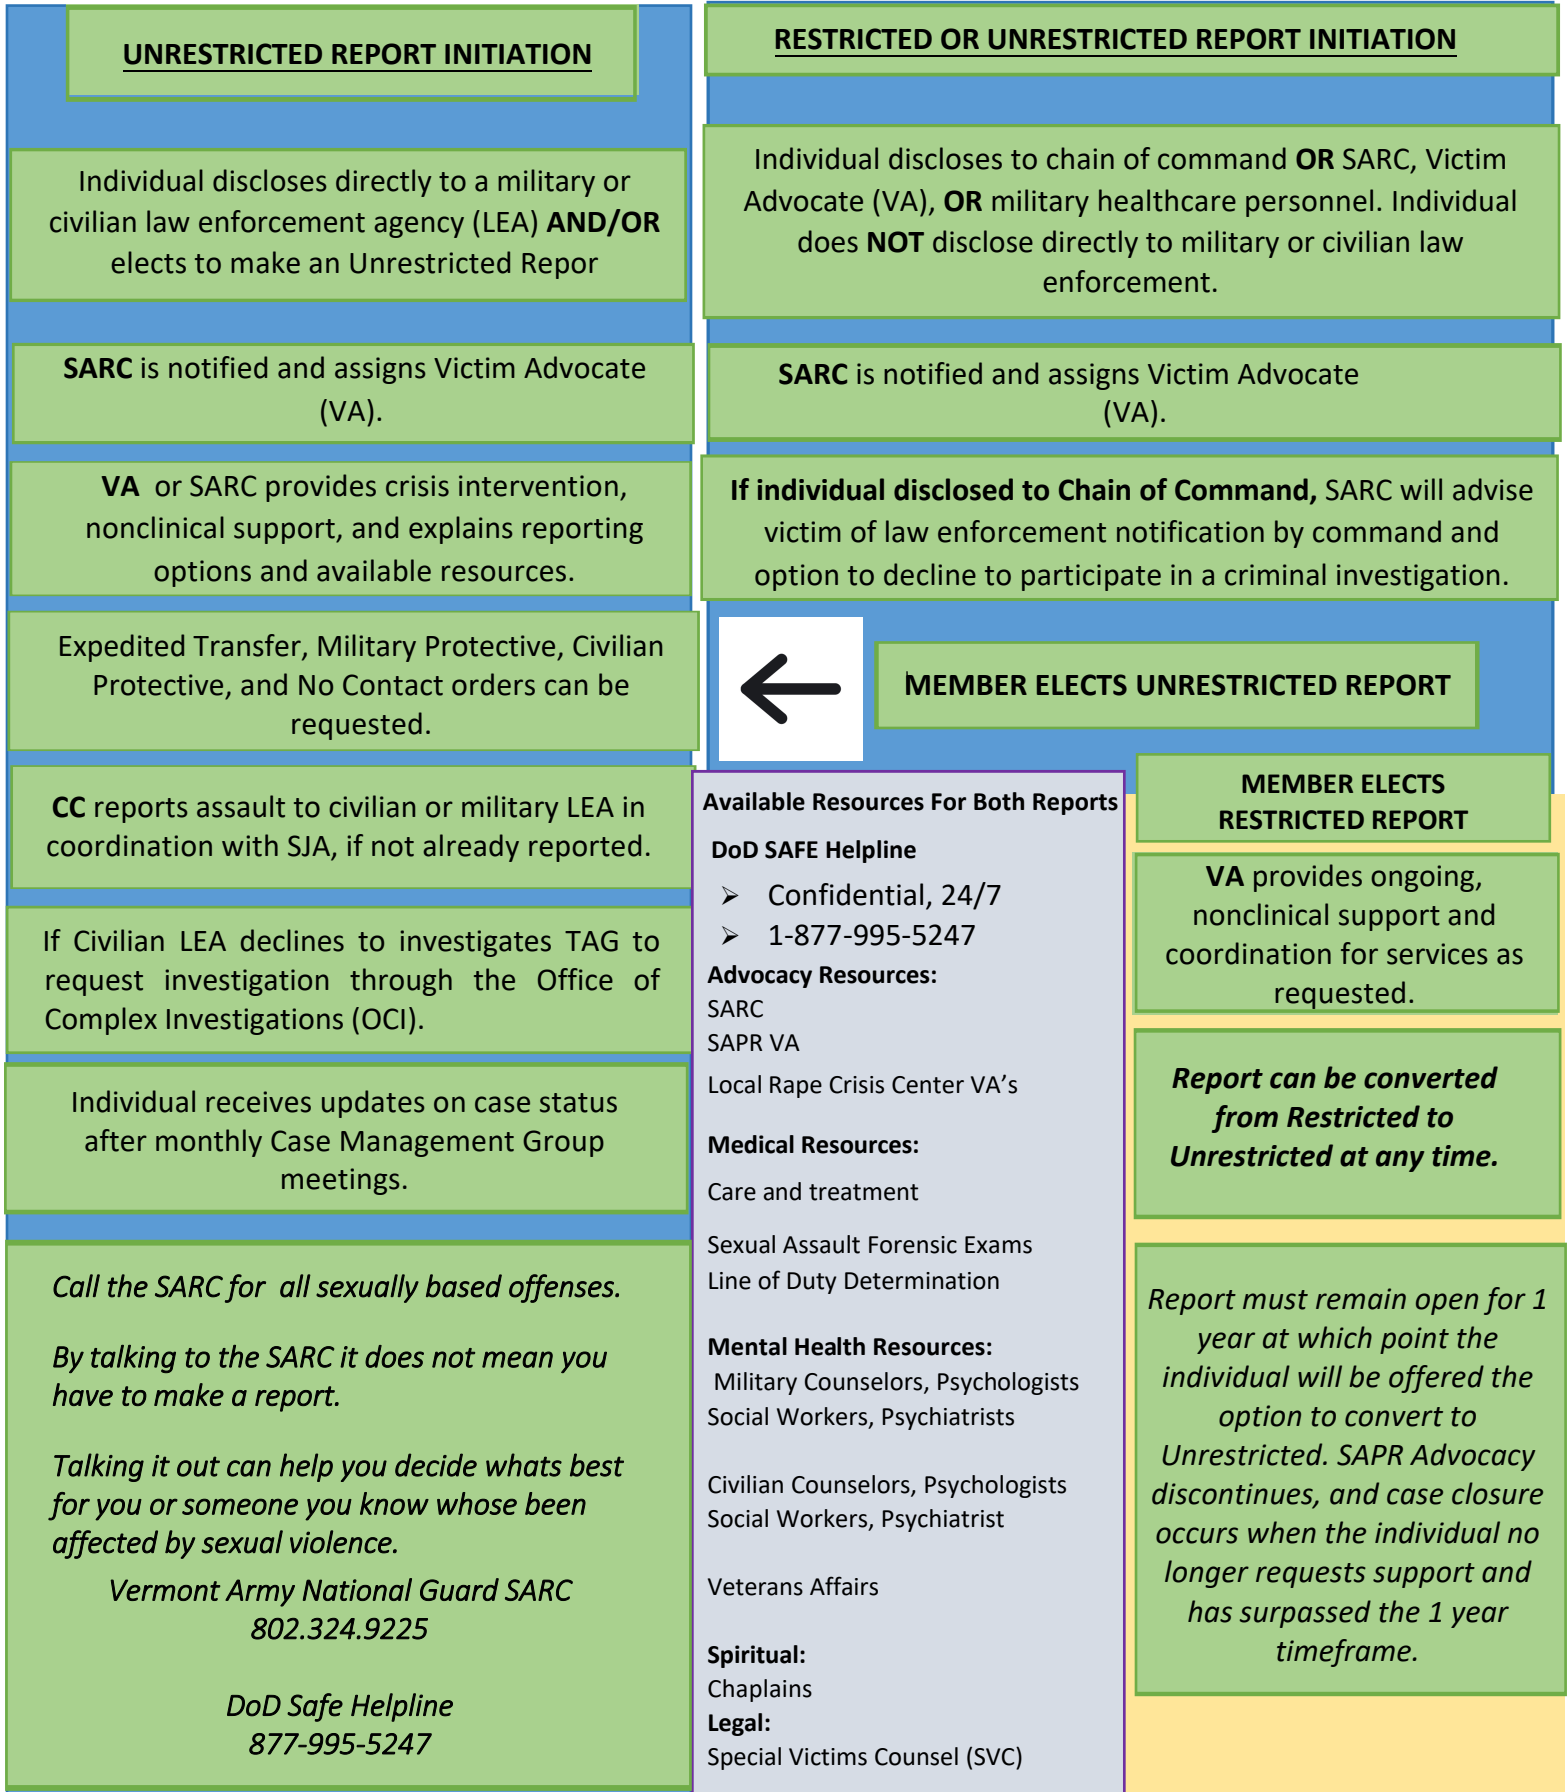 UNRESTRICTED REPORT INITIATION
Individual discloses directly to a military or
civilian law enforcement agency (LEA) AND/OR
elects to make an Unrestricted Repor
SARC is notified and assigns Victim Advocate
(VA).
VA or SARC provides crisis intervention,
nonclinical support, and explains reporting
options and available resources.
Expedited Transfer, Military Protective, Civilian
Protective, and No Contact orders can be
requested.
CC reports assault to civilian or military LEA in
coordination with SJA, if not already reported.
If Civilian LEA declines to investigates TAG to
request investigation through the Office of
Complex Investigations (OCI).
Individual receives updates on case status
after monthly Case Management Group
meetings.
Call the SARC for all sexually based offenses.
By talking to the SARC it does not mean you
have to make a report.
Talking it out can help you decide whats best
for you or someone you know whose been
affected by sexual violence.
Vermont Army National Guard SARC
802.324.9225
DoD Safe Helpline
877-995-5247
RESTRICTED OR UNRESTRICTED REPORT INITIATION
Individual discloses to chain of command OR SARC, Victim
Advocate (VA), OR military healthcare personnel. Individual
does NOT disclose directly to military or civilian law
enforcement.
SARC is notified and assigns Victim Advocate
(VA).
If individual disclosed to Chain of Command, SARC will advise
victim of law enforcement notification by command and
option to decline to participate in a criminal investigation.
MEMBER ELECTS UNRESTRICTED REPORT
Available Resources For Both Reports
DoD SAFE Helpline
➢ Confidential, 24/7
➢ 1-877-995-5247
Advocacy Resources:
SARC
SAPR VA
Local Rape Crisis Center VA’s
Medical Resources:
Care and treatment
Sexual Assault Forensic Exams
Line of Duty Determination
Mental Health Resources:
Military Counselors, Psychologists
Social Workers, Psychiatrists
Civilian Counselors, Psychologists
Social Workers, Psychiatrist
Veterans Affairs
Spiritual:
Chaplains
Legal:
Special Victims Counsel (SVC)
MEMBER ELECTS
RESTRICTED REPORT
VA provides ongoing,
nonclinical support and
coordination for services as
requested.
Report can be converted
from Restricted to
Unrestricted at any time.
Report must remain open for 1
year at which point the
individual will be offered the
option to convert to
Unrestricted. SAPR Advocacy
discontinues, and case closure
occurs when the individual no
longer requests support and
has surpassed the 1 year
timeframe.